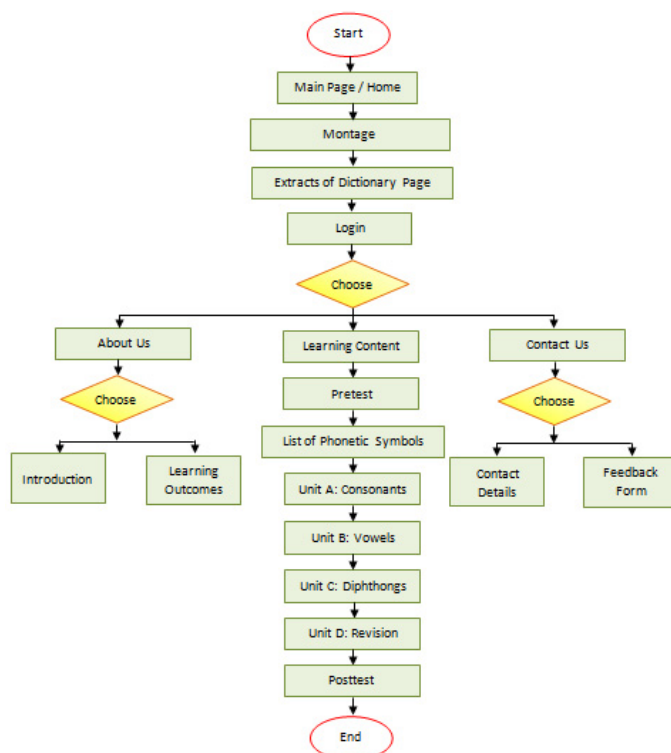 Start
Main Page / Home
Montage
Extracts of Dictionary Page
Login
Choose
About Us
Learning Content
Contact Us
Choose
Pretest
Choose
List of Phonetic Symbols
Introduction
Learning
Outcomes
Unit A: Consonants
Contact
Details
Feedback
Form
Unit B: Vowels
Unit C: Diphthongs
Unit D: Revision
Posttest
End